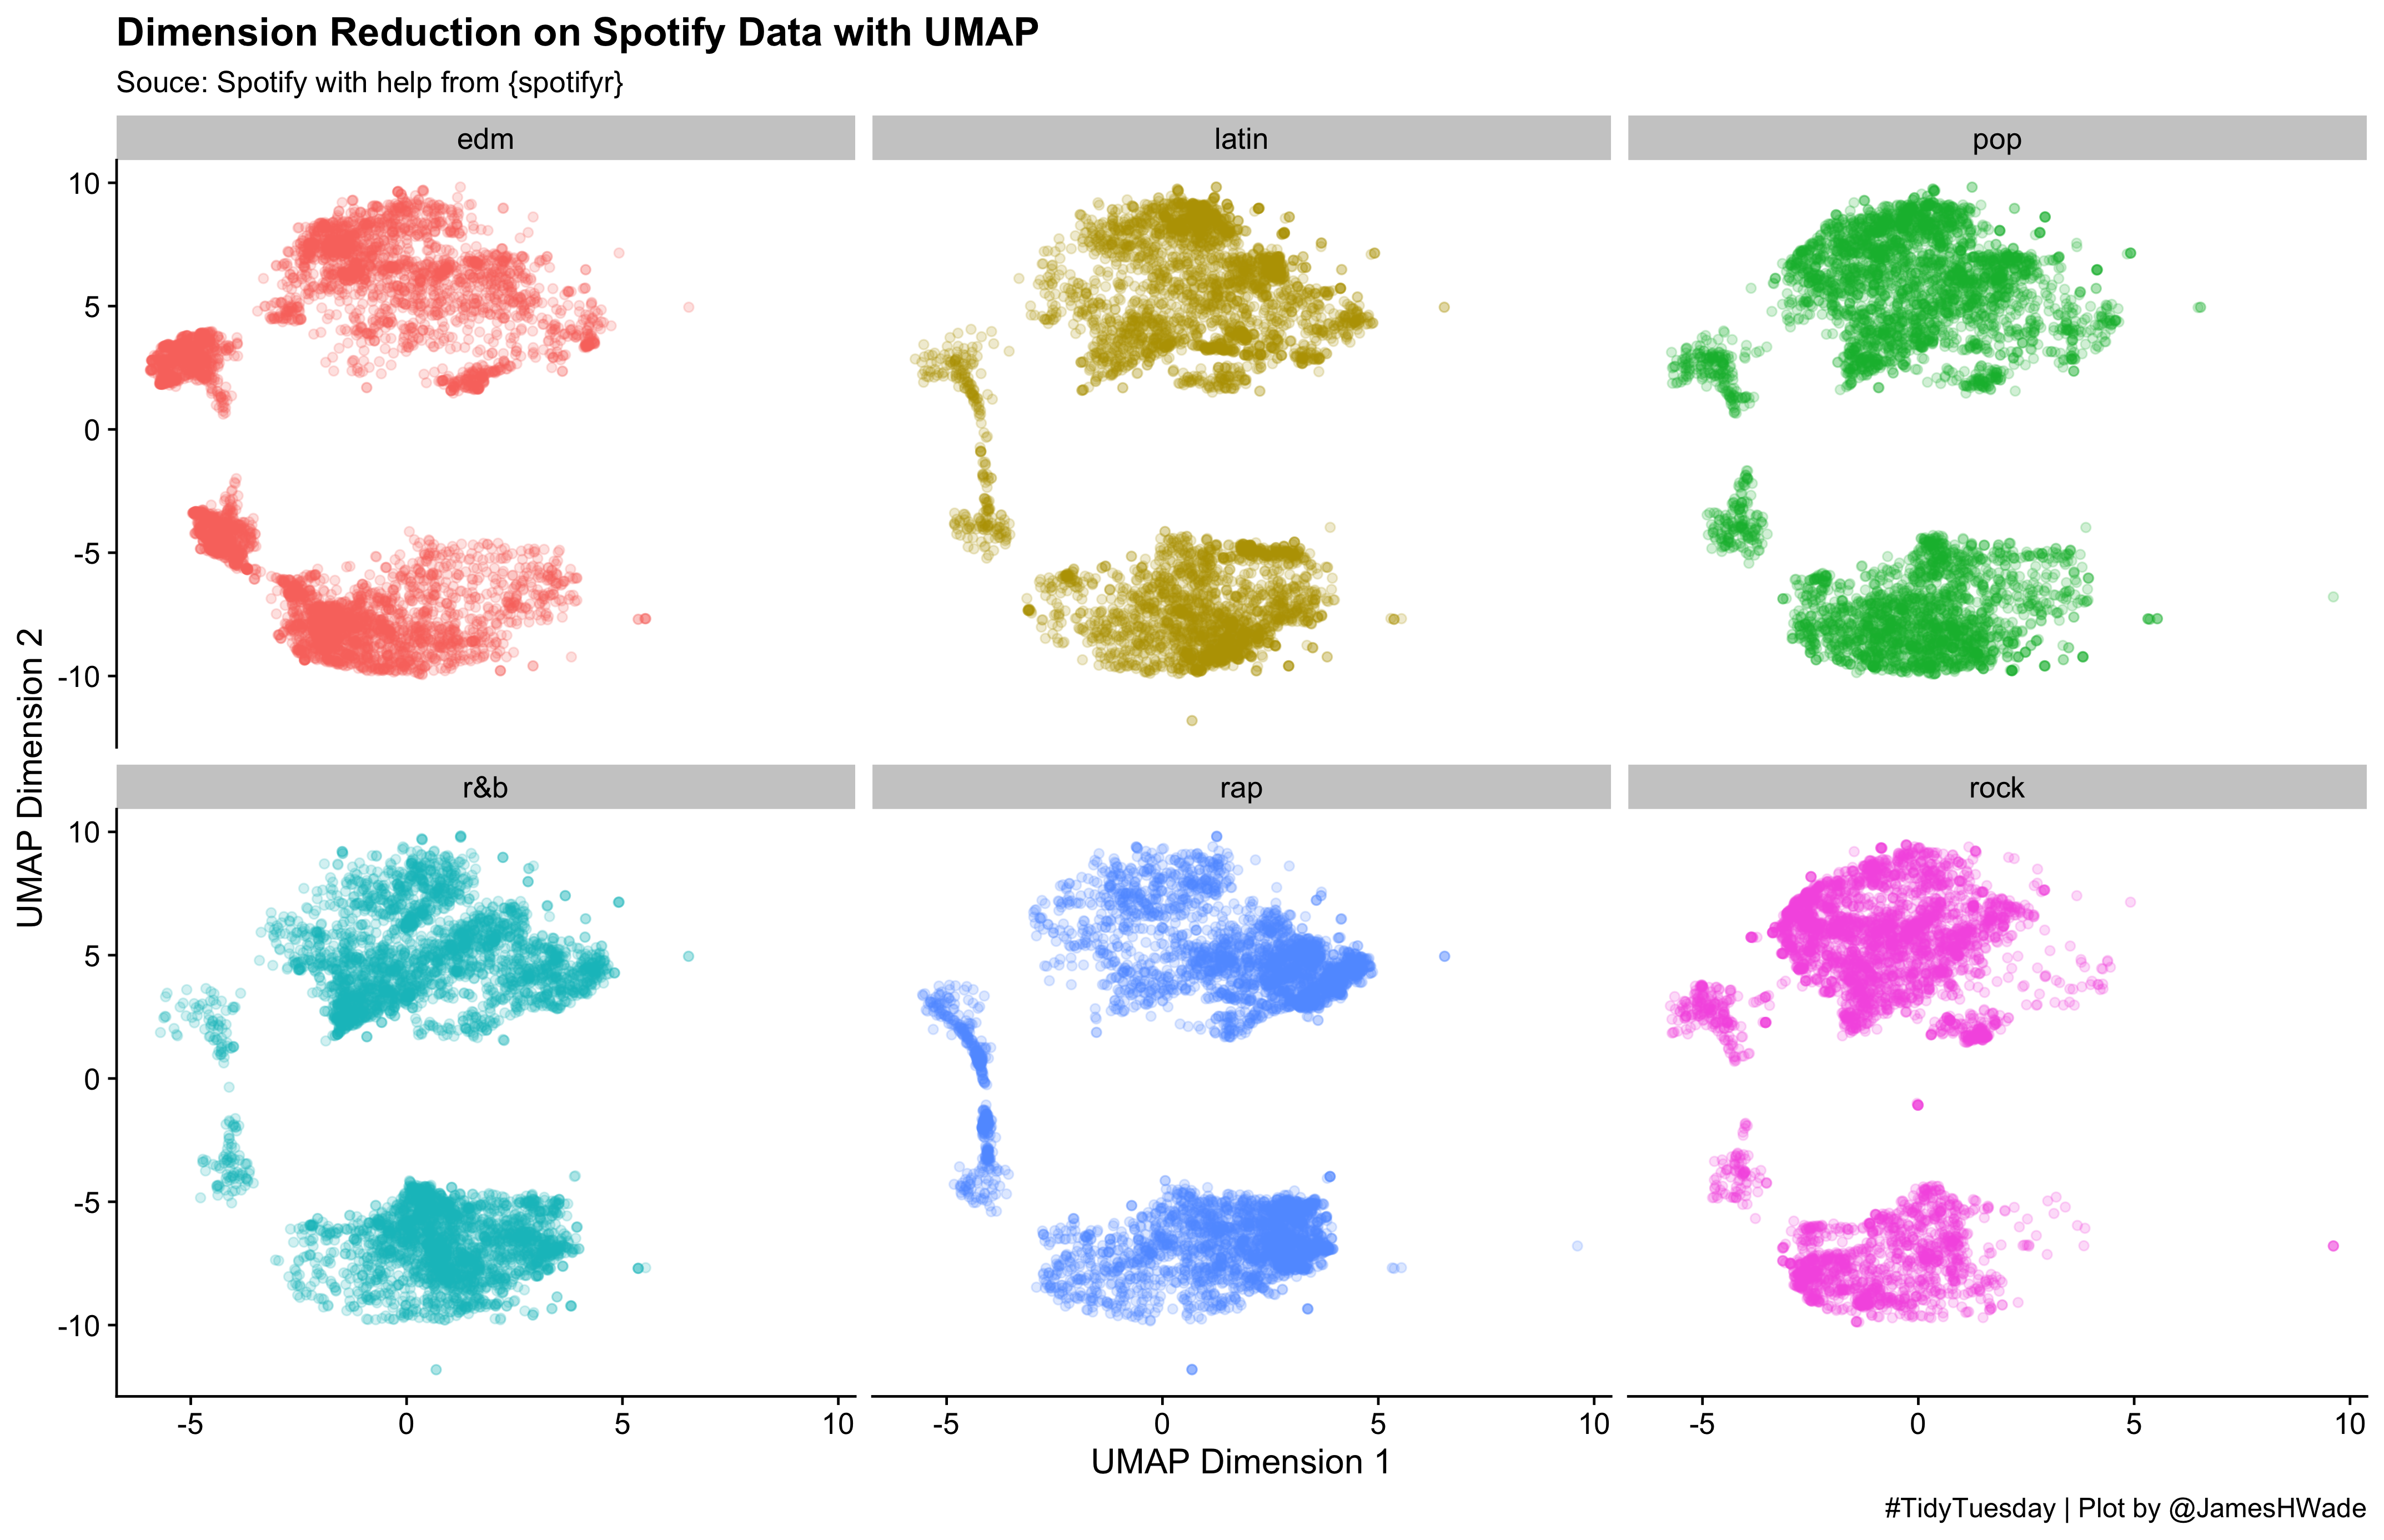 Dimension Reduction on Spotify Data with UMAP
Souce: Spotify with help from {spotifyr}
edm
latin
pop
10
5
0
-5
-10
UMAP Dimension 2
r&b
rap
rock
10
5
0
-5
-10
-5 0 5 10
-5 0 5 10
-5 0 5 10
UMAP Dimension 1
#TidyTuesday | Plot by @JamesHWade